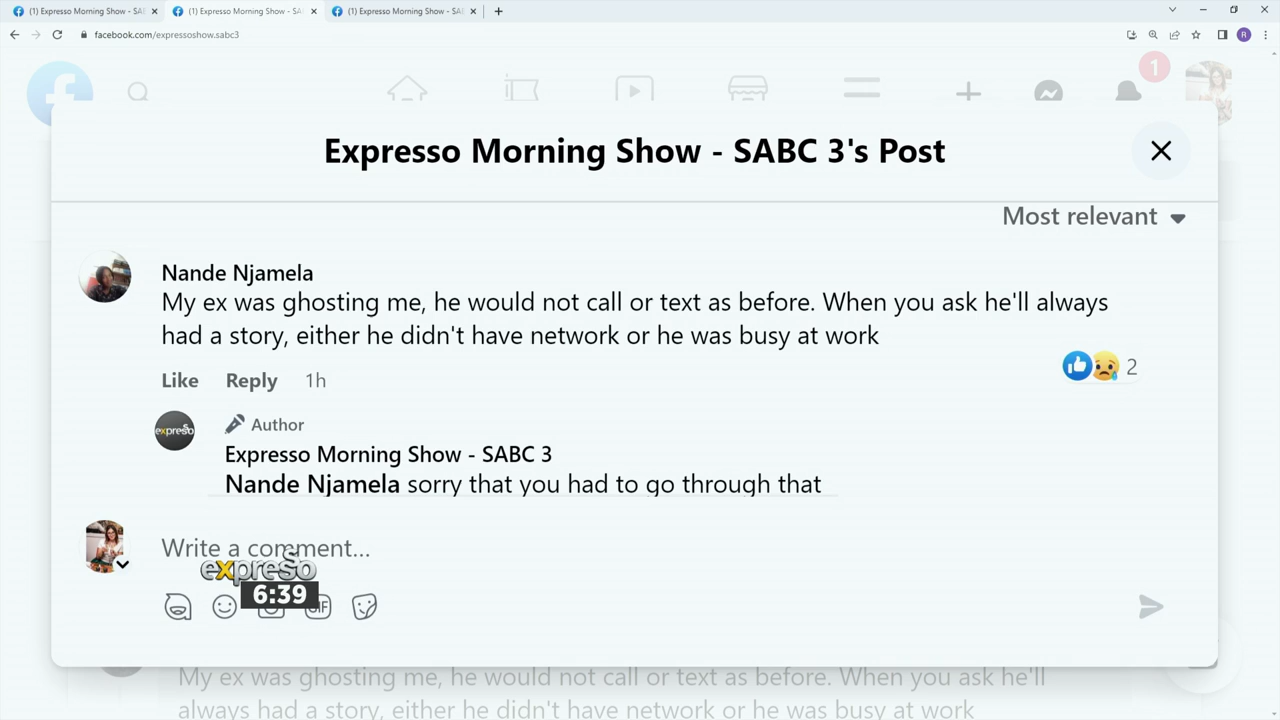 (1) Expresso Morning Show - SAB
(1) Expresso Morning Show - SAB
(1) Expresso Morning Show - SAB
facebook.com/expressoshow.sabc3
R
1
Expresso Morning Show - SABC 3's Post
Most relevant
Nande Njamela
My ex was ghosting me, he would not call or text as before. When you ask he'll always
had a story, either he didn't have network or he was busy at work
Like Reply 1h
2
expresso
Author
Expresso Morning Show - SABC 3
Nande Njamela sorry that you had to go through that
Write a comment...
expresso
6:39
GIF
My ex was ghosting me, he would not call or text as before. When you ask he'll
always had a story, either he didn't have network or he was busy at work